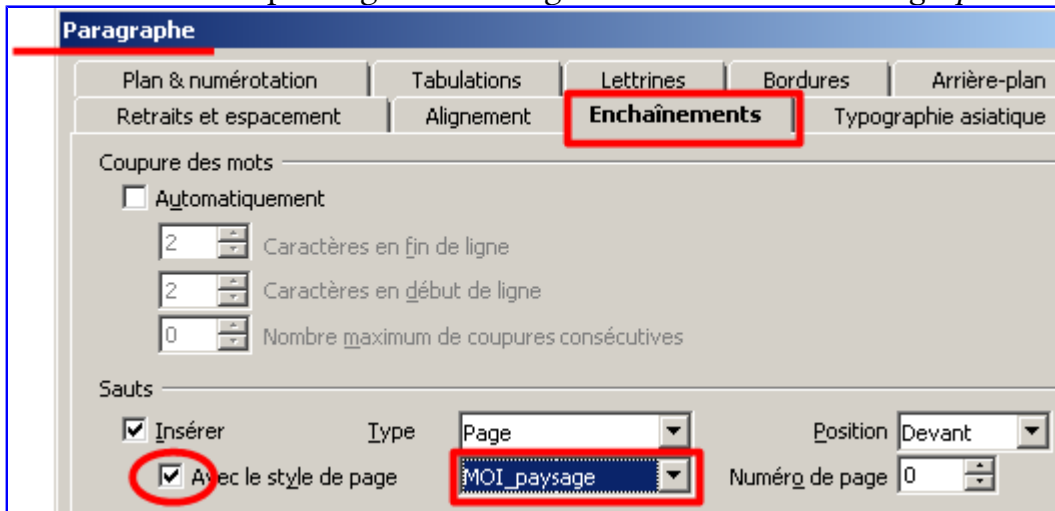 Paragraphe
Plan & numérotation Tabulations Lettrines Bordures Arrière-plan
Retraits et espacement Alignement Enchaînements Typographie asiatique
Coupure des mots
Automatiquement
2 Caractères en fin de ligne
2 Caractères en début de ligne
0 Nombre maximum de coupures consécutives
Sauts
Insérer Type Page Position Devant
Avec le style de page MOI_paysage Numéro de page 0